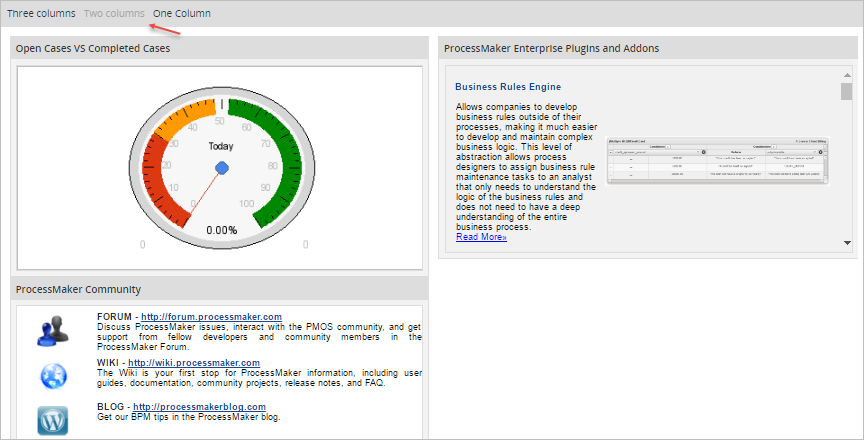 Three columns Two columns One Column
Open Cases VS Completed Cases
Today
10
20
30
40
50
60
70
80
90
100
0.00%
0 0
ProcessMaker Community
FORUM - http://forum.processmaker.com
Discuss ProcessMaker issues, interact with the PMOS community, and get
support from fellow developers and community members in the
ProcessMaker Forum.
WIKI - http://wiki.processmaker.com
The Wiki is your first stop for ProcessMaker information, including user
guides, documentation, community projects, release notes, and FAQ.
BLOG - http://processmakerblog.com
Get our BPM tips in the ProcessMaker blog.
ProcessMaker Enterprise Plugins and Addons
Business Rules Engine
Allows companies to develop
business rules outside of their
processes, making it much easier
to develop and maintain complex
business logic. This level of
abstraction allows process
designers to assign business rule
maintenance tasks to an analyst
that only needs to understand the
logic of the business rules and
does not need to have a deep
understanding of the entire
business process.
Read More»